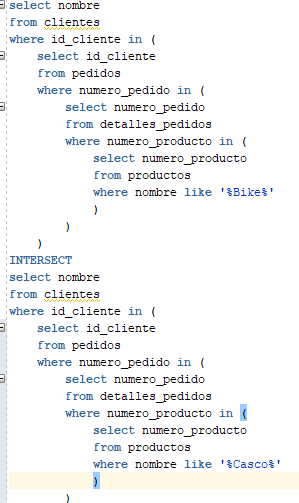 select nombre
from clientes
where id_cliente in (
select id_cliente
from pedidos
where numero_pedido in (
select numero_pedido
from detalles_pedidos
where numero_producto in (
select numero_producto
from productos
where nombre like '%Bike%'
)
)
)
INTERSECT
select nombre
from clientes
where id_cliente in (
select id_cliente
from pedidos
where numero_pedido in (
select numero_pedido
from detalles_pedidos
where numero_producto in (
select numero_producto
from productos
where nombre like '%Casco%'
)
)